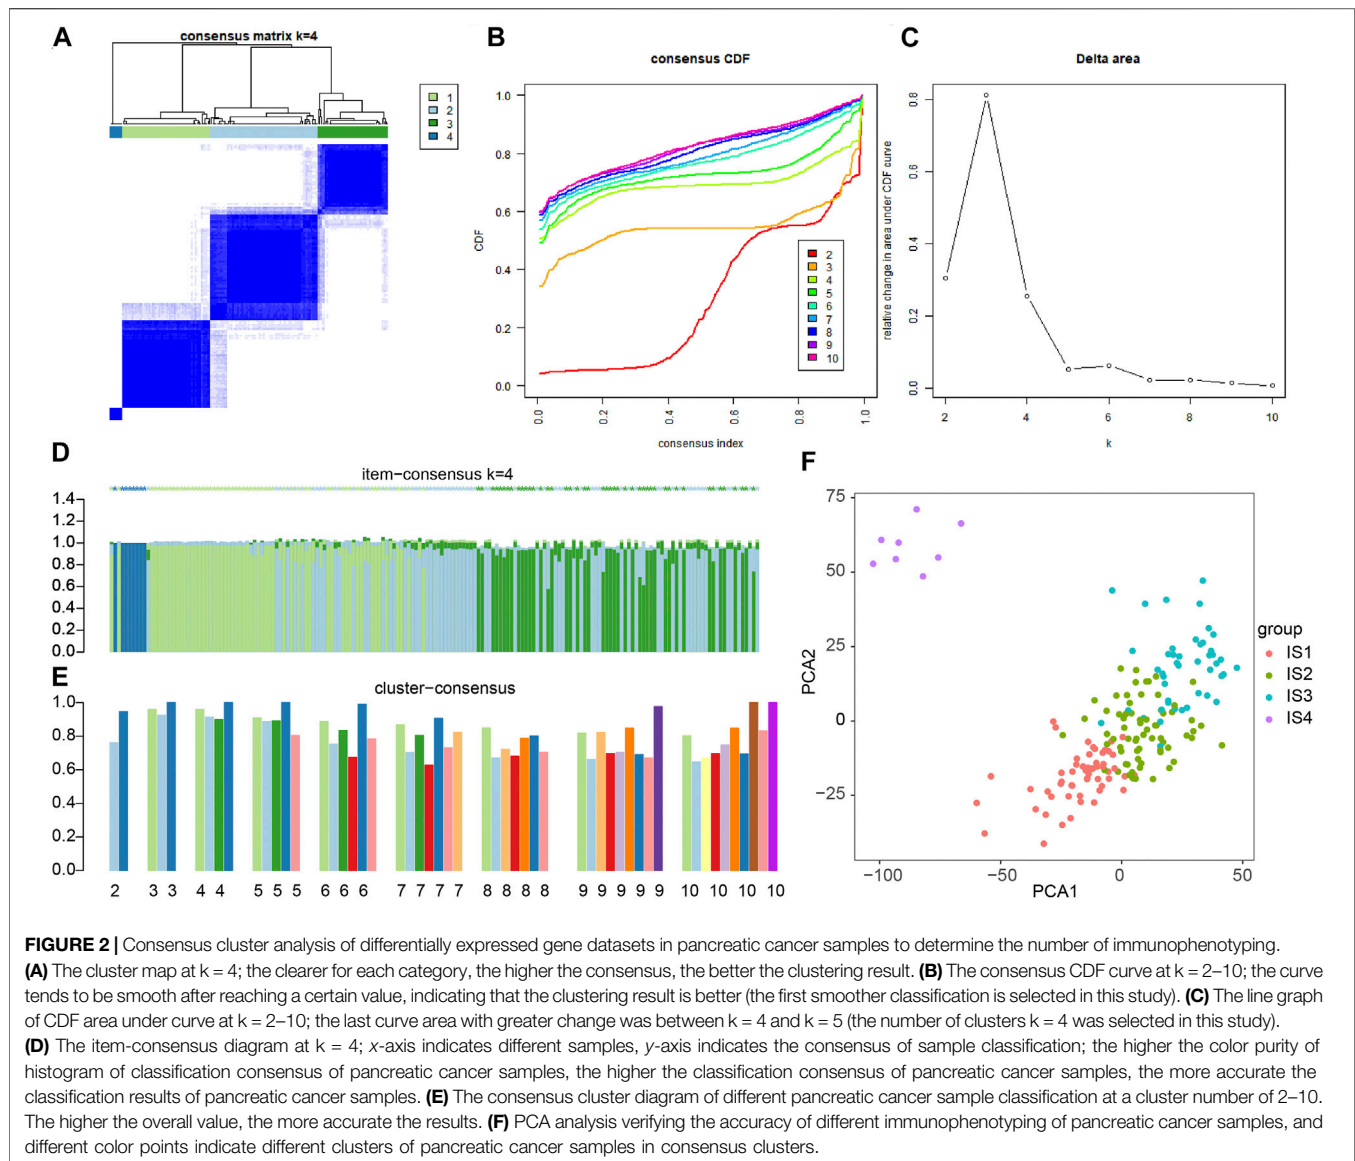 A
consensus matrix k=4
1
2
3
4
B
consensus CDF
CDF
1.0
0.8
0.6
0.4
0.2
0.0
0.0
0.2
0.4
0.6
0.8
1.0
consensus index
2
3
4
5
6
7
8
9
10
C
Delta area
relative change in area under CDF curve
0.8
0.6
0.4
0.2
0.0
2
4
6
8
10
k
D
item−consensus k=4
1.4
1.2
1.0
0.8
0.6
0.4
0.2
0.0
E
cluster−consensus
1.0
0.8
0.6
0.4
0.2
0.0
2 3 3 4 4 5 5 5 6 6 6 7 7 7 7 8 8 8 8 9 9 9 9 9 10 10 10 10
F
PCA2
75
50
25
0
−25
−100
−50
0
50
PCA1
group
IS1
IS2
IS3
IS4
FIGURE 2 | Consensus cluster analysis of differentially expressed gene datasets in pancreatic cancer samples to determine the number of immunophenotyping.
(A) The cluster map at k = 4; the clearer for each category, the higher the consensus, the better the clustering result. (B) The consensus CDF curve at k = 2–10; the curve
tends to be smooth after reaching a certain value, indicating that the clustering result is better (the first smoother classification is selected in this study). (C) The line graph
of CDF area under curve at k = 2–10; the last curve area with greater change was between k = 4 and k = 5 (the number of clusters k = 4 was selected in this study).
(D) The item-consensus diagram at k = 4; x-axis indicates different samples, y-axis indicates the consensus of sample classification; the higher the color purity of
histogram of classification consensus of pancreatic cancer samples, the higher the classification consensus of pancreatic cancer samples, the more accurate the
classification results of pancreatic cancer samples. (E) The consensus cluster diagram of different pancreatic cancer sample classification at a cluster number of 2–10.
The higher the overall value, the more accurate the results. (F) PCA analysis verifying the accuracy of different immunophenotyping of pancreatic cancer samples, and
different color points indicate different clusters of pancreatic cancer samples in consensus clusters.